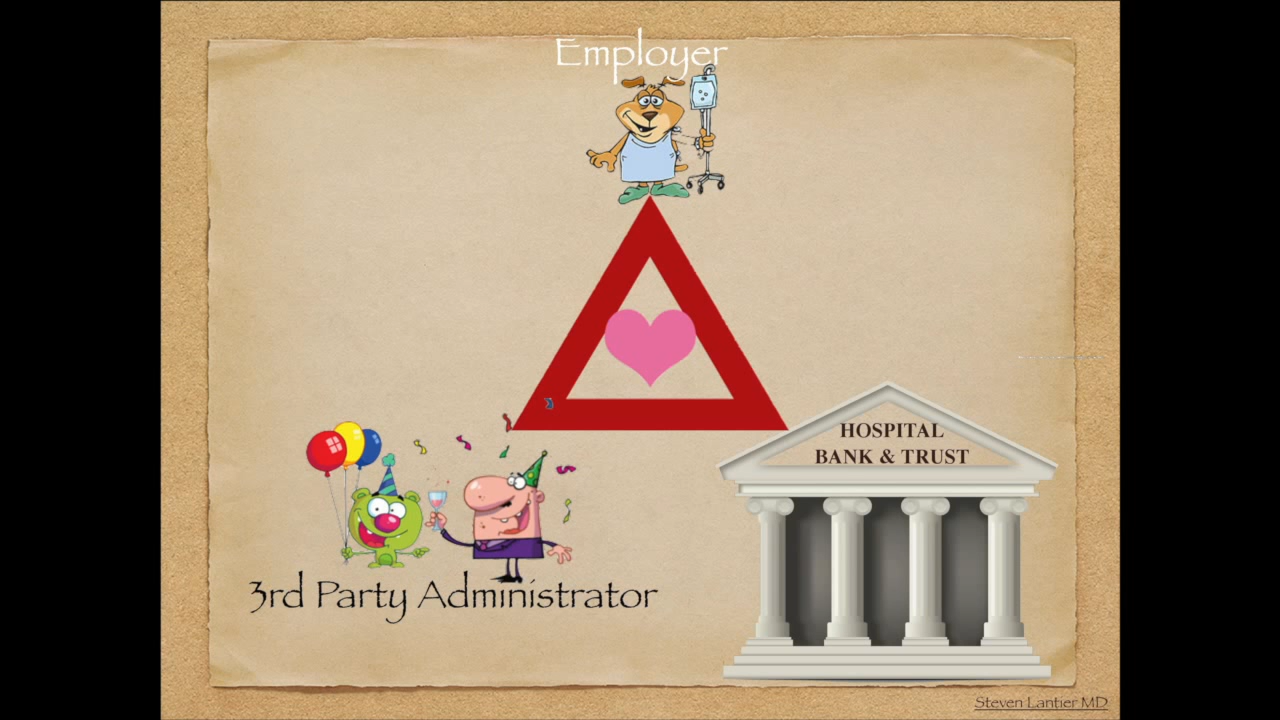 Employer
HOSPITAL
BANK & TRUST
3rd Party Administrator
Steven Lantier MD